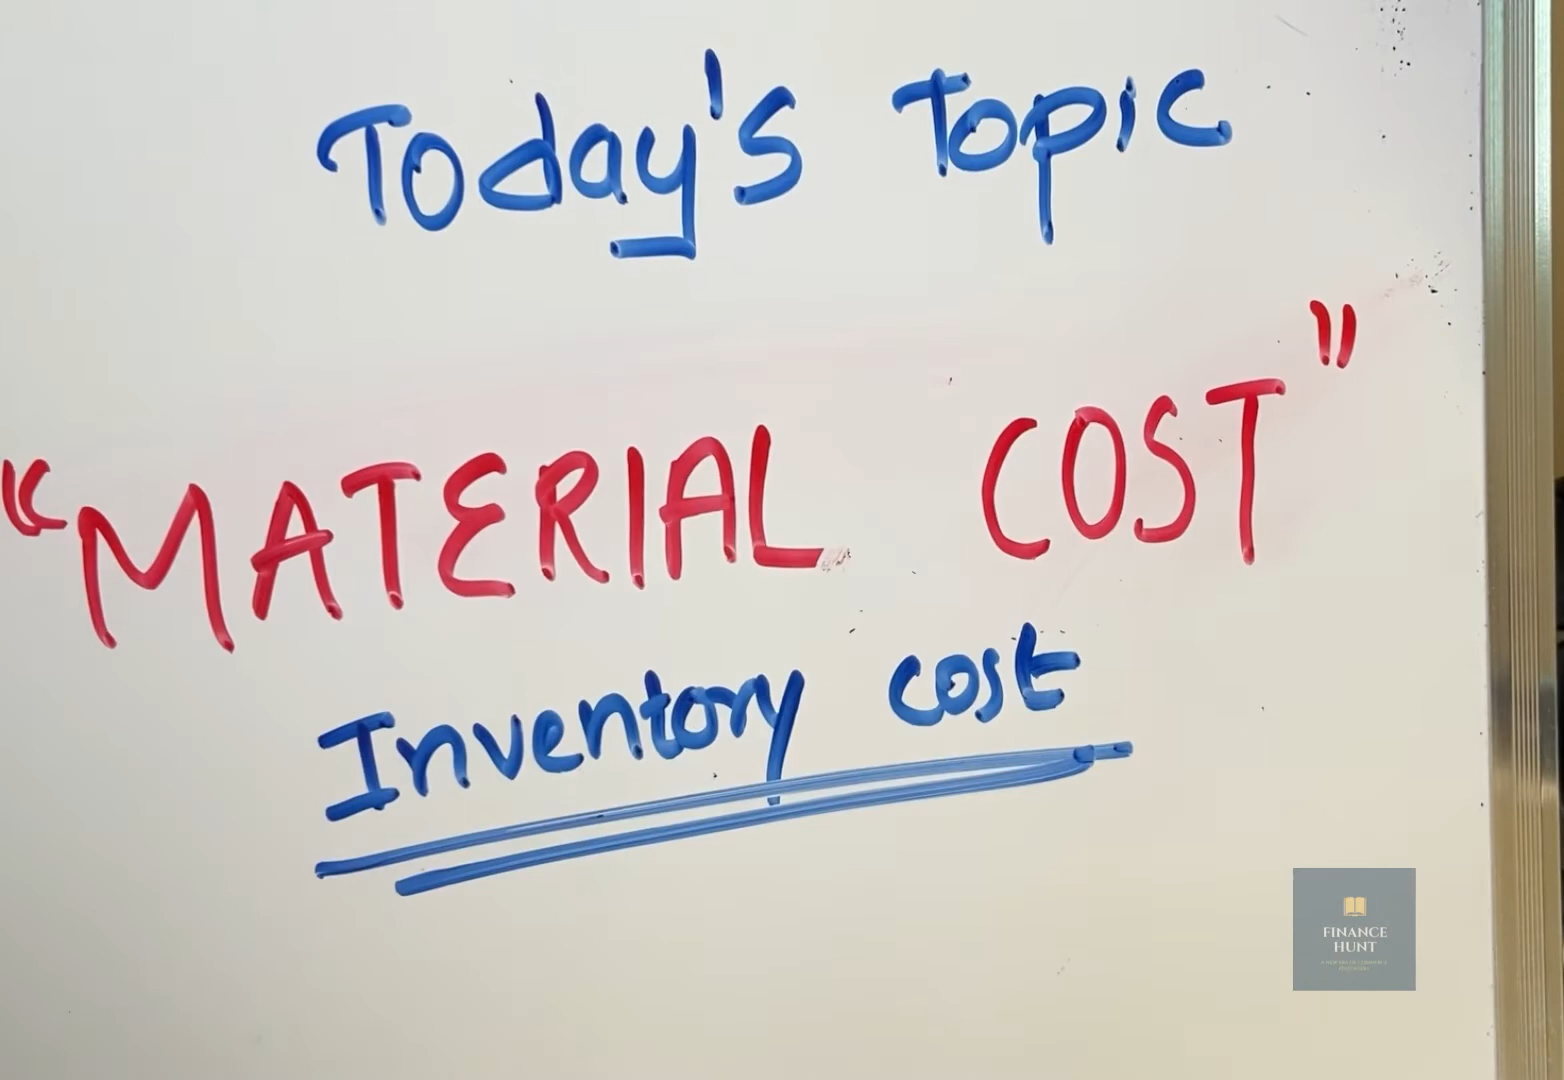 Today's Topic
"MATERIAL COST"
Inventory cost
FINANCE
HUNT